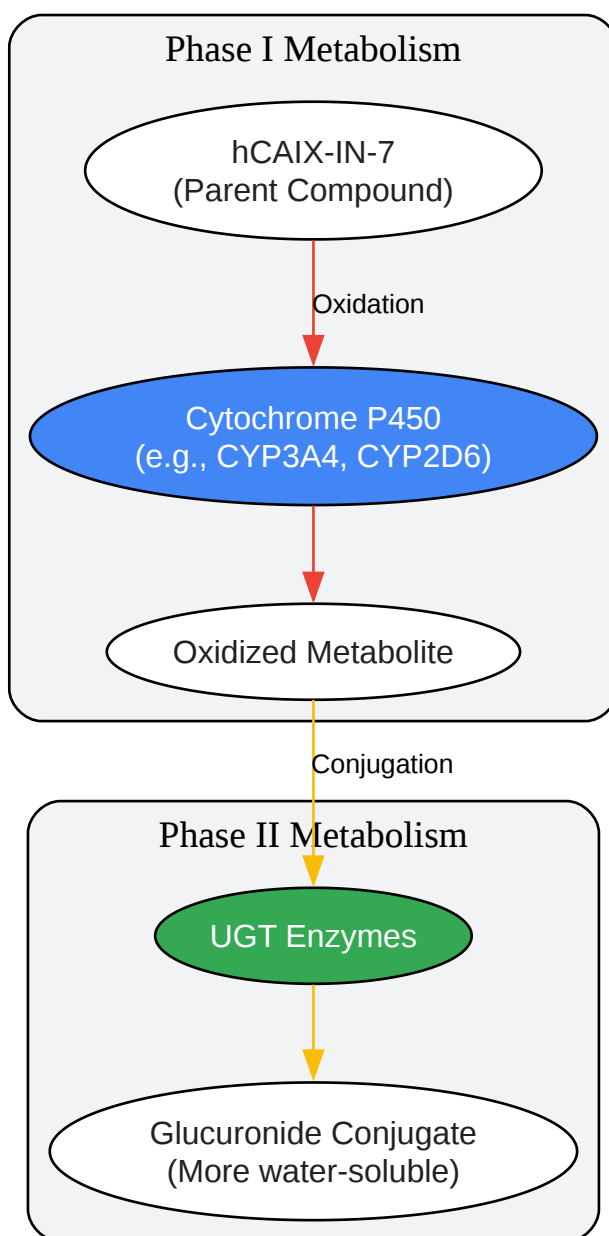 Phase I Metabolism
hCAIX-IN-7
(Parent Compound)
Oxidation
Cytochrome P450
(e.g., CYP3A4, CYP2D6)
Oxidized Metabolite
Conjugation
Phase II Metabolism
UGT Enzymes
Glucuronide Conjugate
(More water-soluble)